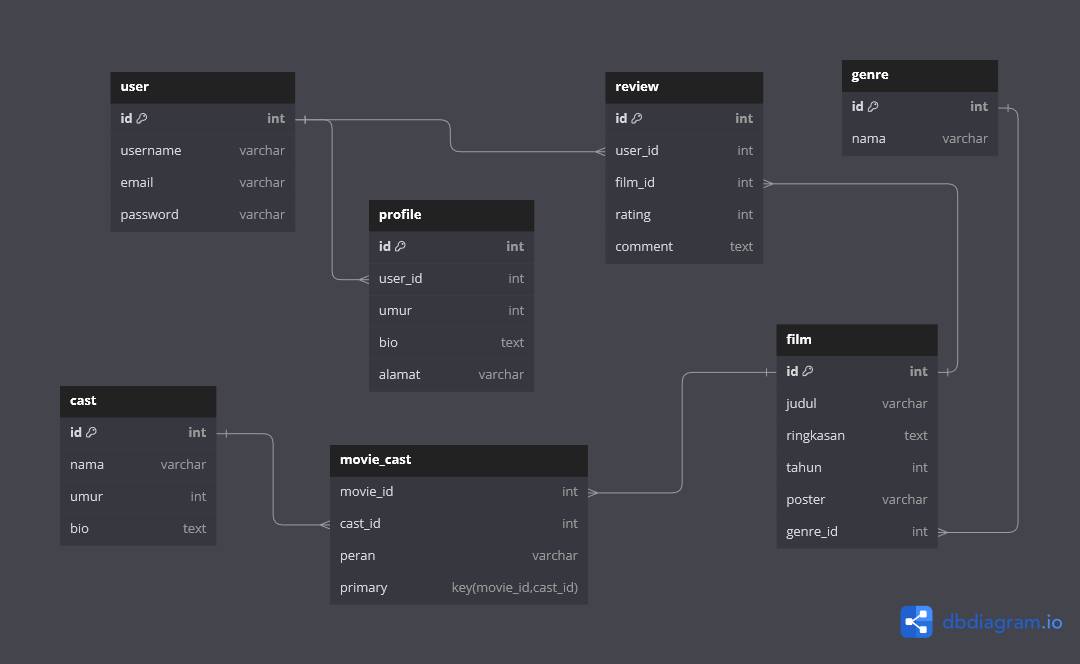 user
id int
username varchar
email varchar
password varchar
review
id int
user_id int
film_id int
rating int
comment text
genre
id int
nama varchar
profile
id int
user_id int
umur int
bio text
alamat varchar
film
id int
judul varchar
ringkasan text
tahun int
poster varchar
genre_id int
cast
id int
nama varchar
umur int
bio text
movie_cast
movie_id int
cast_id int
peran varchar
primary key(movie_id,cast_id)
dbdiagram.io